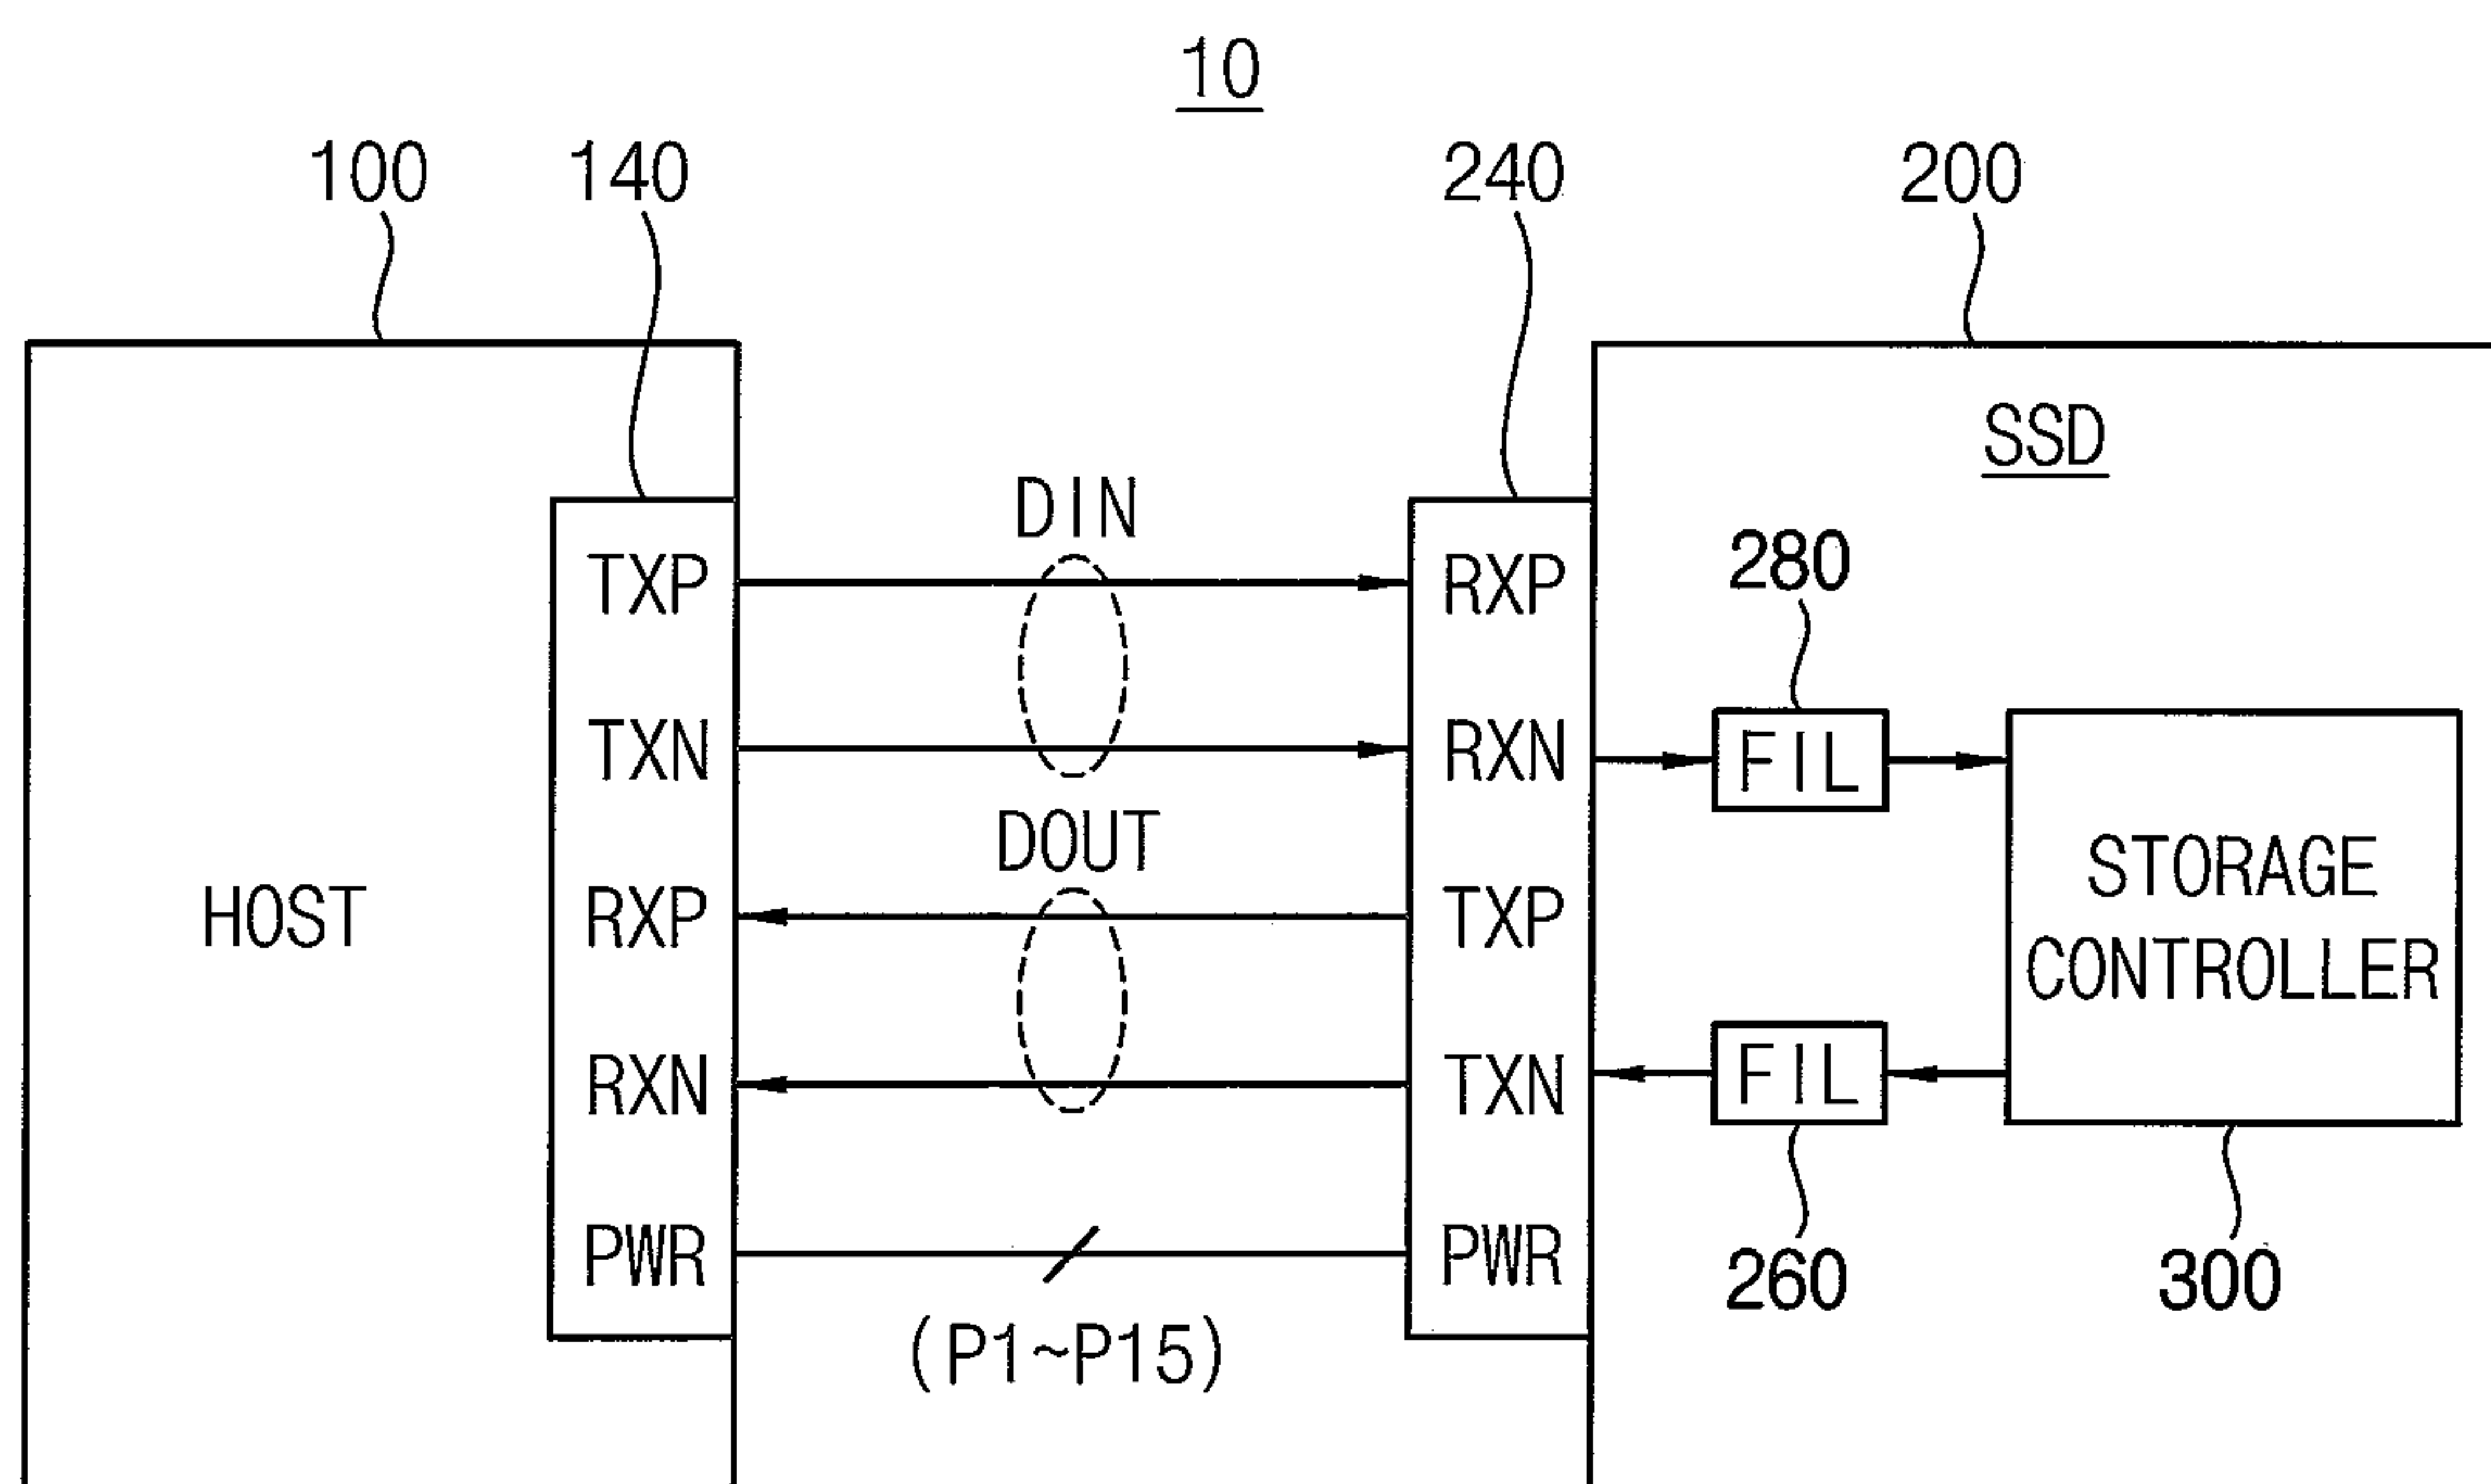 10
100
140
240
200
SSD
DIN
TXP
RXP
280
TXN
RXN
FIL
DOUT
STORAGE
CONTROLLER
HOST
RXP
TXP
RXN
TXN
FIL
PWR
PWR
260
300
(P1~P15)